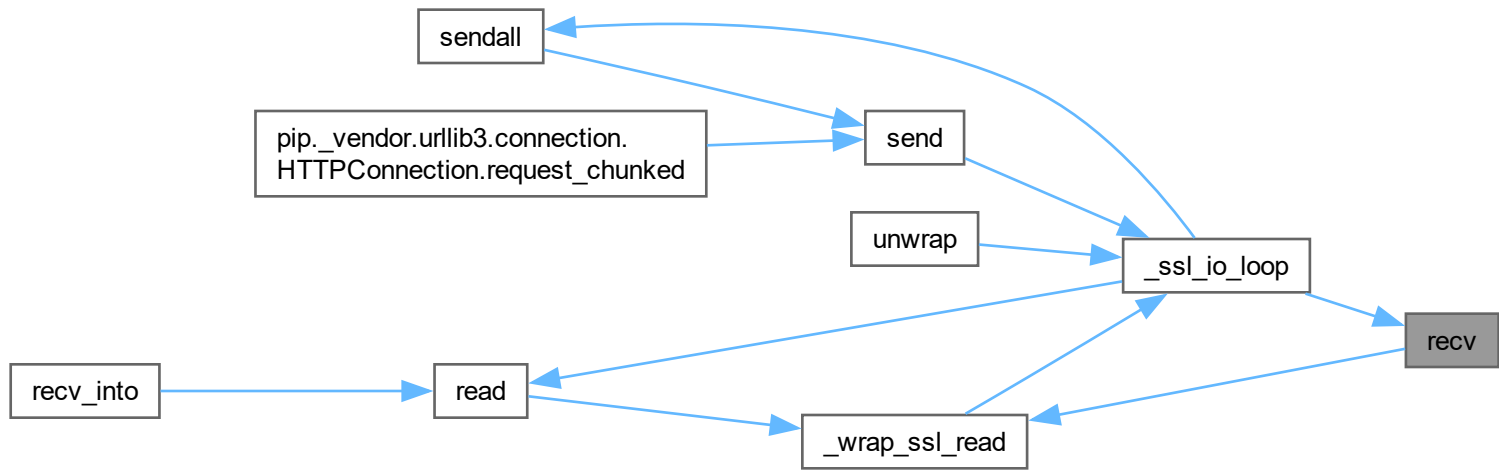 sendall
pip._vendor.urllib3.connection.
HTTPConnection.request_chunked
send
unwrap
_ssl_io_loop
recv
recv_into
read
_wrap_ssl_read